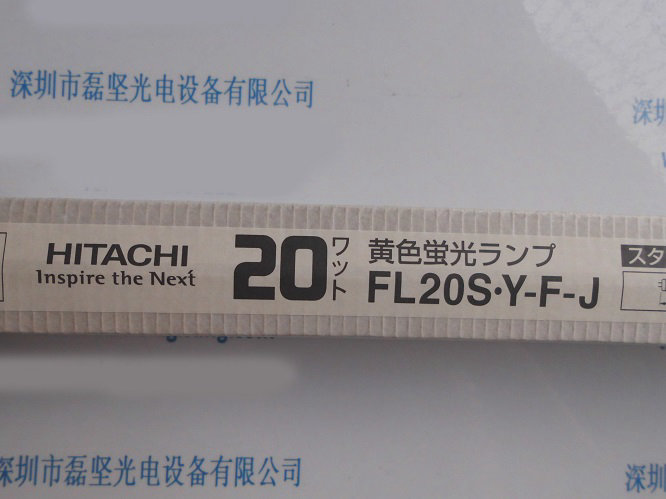 深圳市磊坚光电设备有限公司
深圳
HITACHI
Inspire the Next
20ワット
黄色蛍光ランプ
FL20S・Y-F-J
スタ
深圳市磊坚光电设备有限公司
深圳